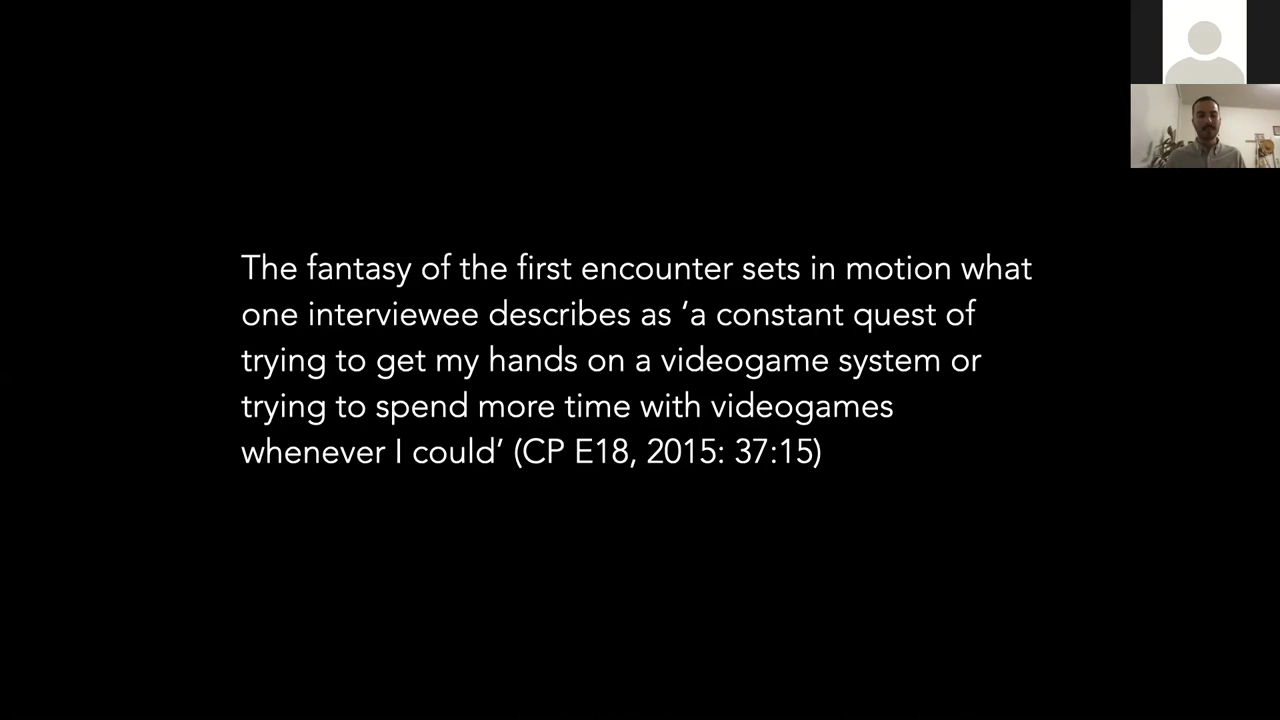 The fantasy of the first encounter sets in motion what
one interviewee describes as ‘a constant quest of
trying to get my hands on a videogame system or
trying to spend more time with videogames
whenever I could’ (CP E18, 2015: 37:15)